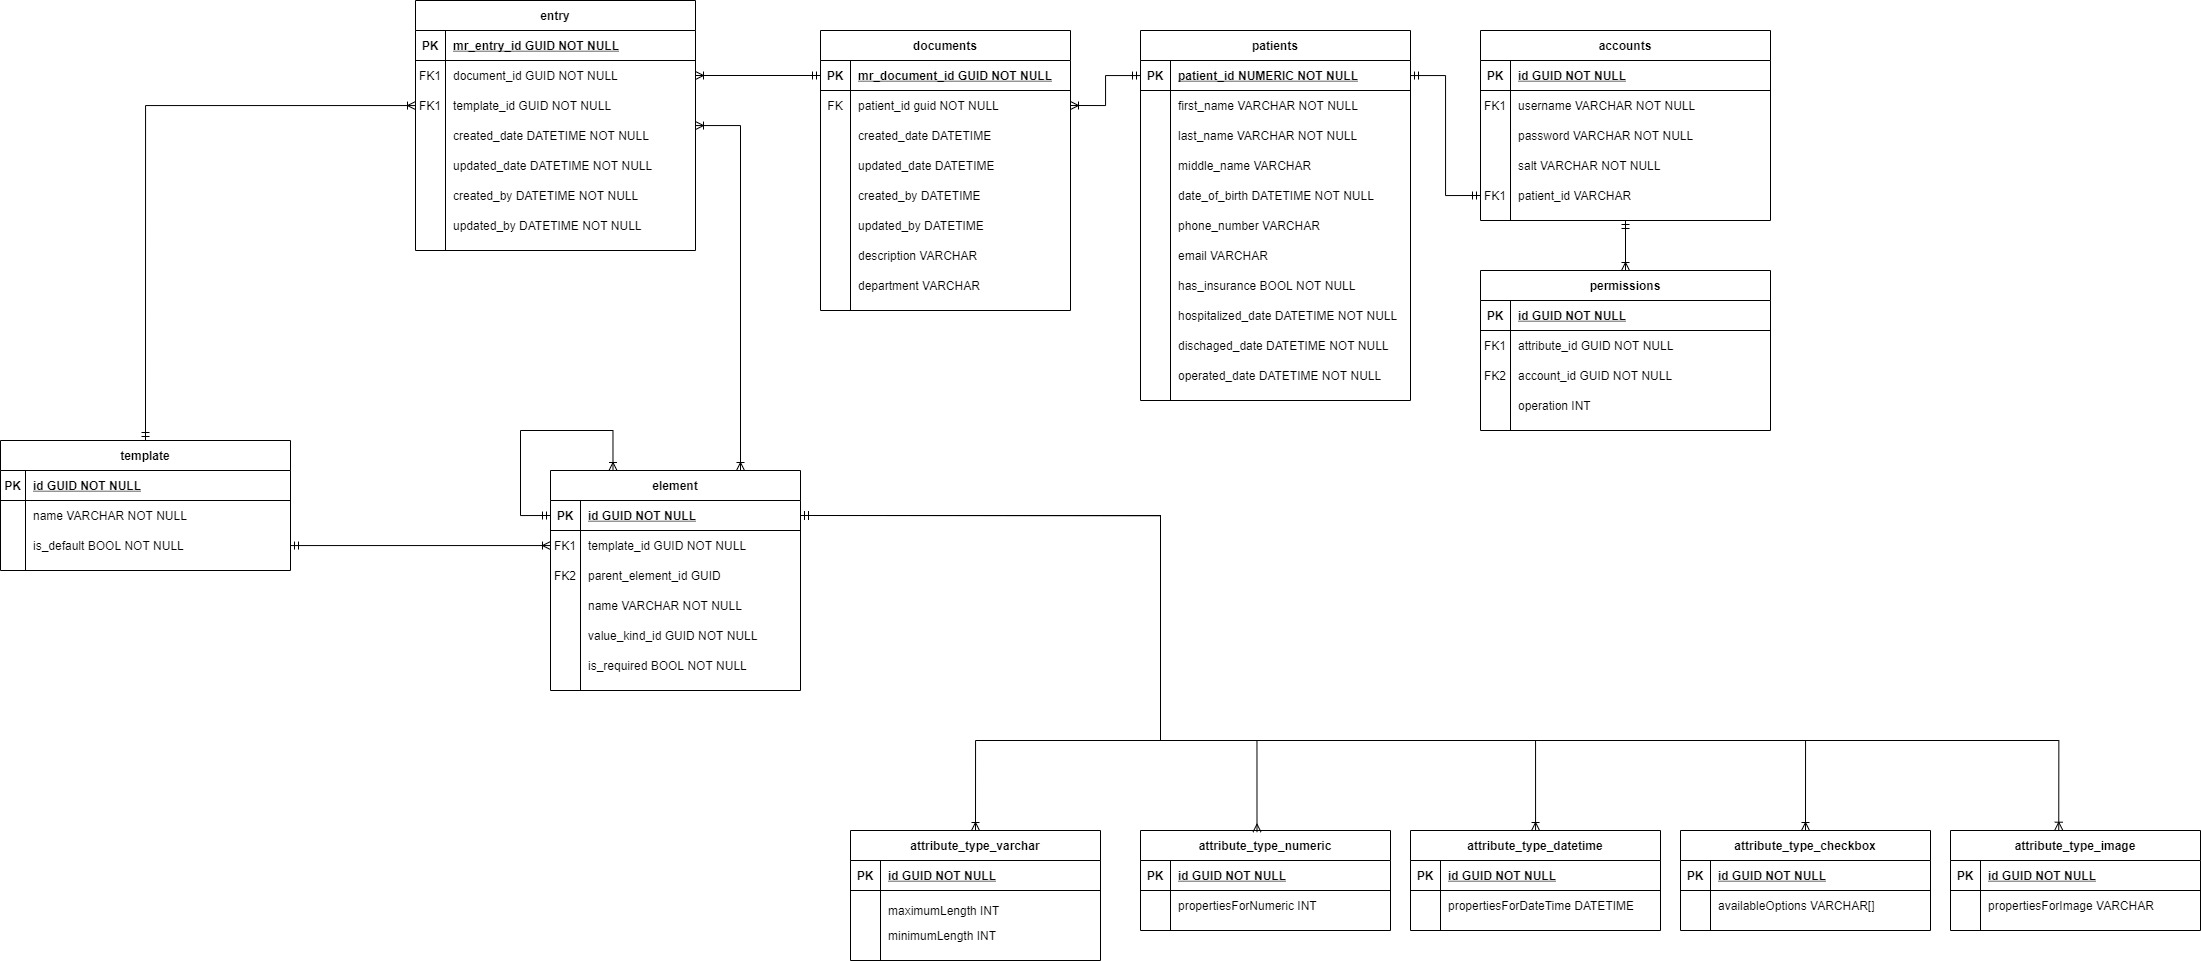 entry
PK mr_entry_id GUID NOT NULL
FK1 document_id GUID NOT NULL
FK1 template_id GUID NOT NULL
created_date DATETIME NOT NULL
updated_date DATETIME NOT NULL
created_by DATETIME NOT NULL
updated_by DATETIME NOT NULL
documents
PK mr_document_id GUID NOT NULL
FK patient_id guid NOT NULL
created_date DATETIME
updated_date DATETIME
created_by DATETIME
updated_by DATETIME
description VARCHAR
department VARCHAR
patients
PK patient_id NUMERIC NOT NULL
first_name VARCHAR NOT NULL
last_name VARCHAR NOT NULL
middle_name VARCHAR
date_of_birth DATETIME NOT NULL
phone_number VARCHAR
email VARCHAR
has_insurance BOOL NOT NULL
hospitalized_date DATETIME NOT NULL
dischaged_date DATETIME NOT NULL
operated_date DATETIME NOT NULL
accounts
PK id GUID NOT NULL
FK1 username VARCHAR NOT NULL
password VARCHAR NOT NULL
salt VARCHAR NOT NULL
FK1 patient_id VARCHAR
permissions
PK id GUID NOT NULL
FK1 attribute_id GUID NOT NULL
FK2 account_id GUID NOT NULL
operation INT
template
PK id GUID NOT NULL
name VARCHAR NOT NULL
is_default BOOL NOT NULL
element
PK id GUID NOT NULL
FK1 template_id GUID NOT NULL
FK2 parent_element_id GUID
name VARCHAR NOT NULL
value_kind_id GUID NOT NULL
is_required BOOL NOT NULL
attribute_type_varchar
PK id GUID NOT NULL
maximumLength INT
minimumLength INT
attribute_type_numeric
PK id GUID NOT NULL
propertiesForNumeric INT
attribute_type_datetime
PK id GUID NOT NULL
propertiesForDateTime DATETIME
attribute_type_checkbox
PK id GUID NOT NULL
availableOptions VARCHAR[]
attribute_type_image
PK id GUID NOT NULL
propertiesForImage VARCHAR